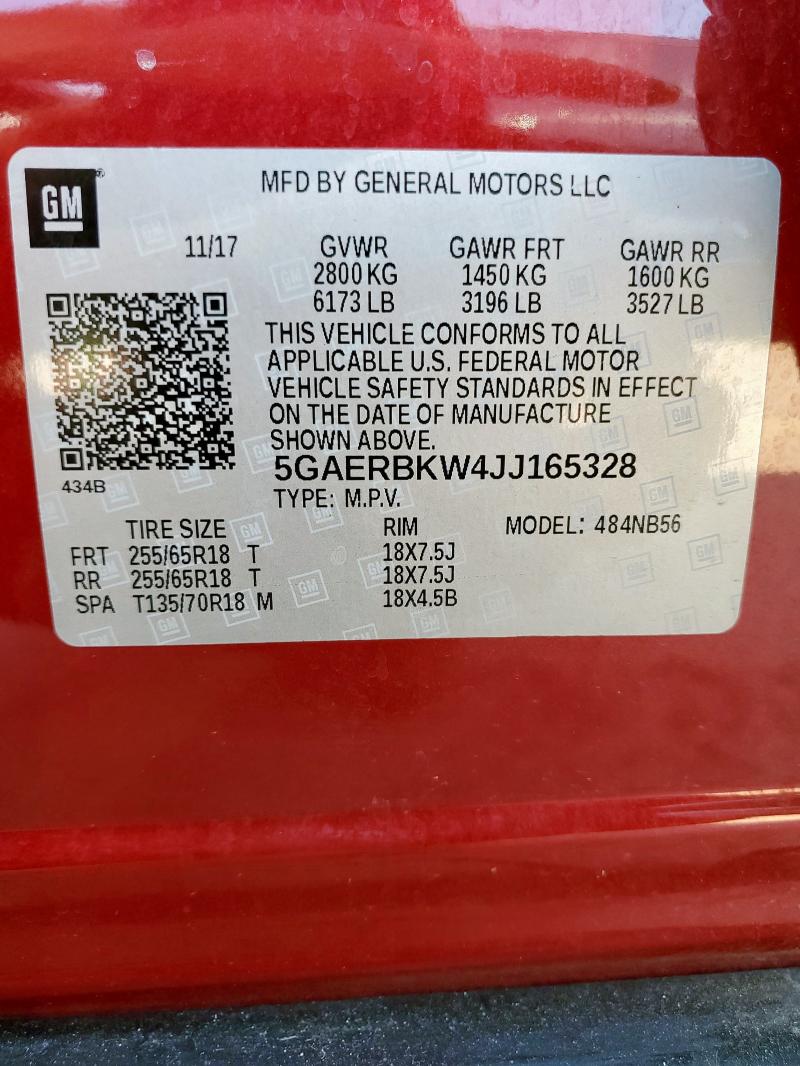 GM
MFD BY GENERAL MOTORS LLC
11/17 GVWR GAWR FRT GAWR RR
2800 KG 1450 KG 1600 KG
6173 LB 3196 LB 3527 LB
THIS VEHICLE CONFORMS TO ALL
APPLICABLE U.S. FEDERAL MOTOR
VEHICLE SAFETY STANDARDS IN EFFECT
ON THE DATE OF MANUFACTURE
SHOWN ABOVE.
5GAERBKW4JJ165328
434B
TYPE: M.P.V.
TIRE SIZE RIM MODEL: 484NB56
FRT 255/65R18 T 18X7.5J
RR 255/65R18 T 18X7.5J
SPA T135/70R18 M 18X4.5B